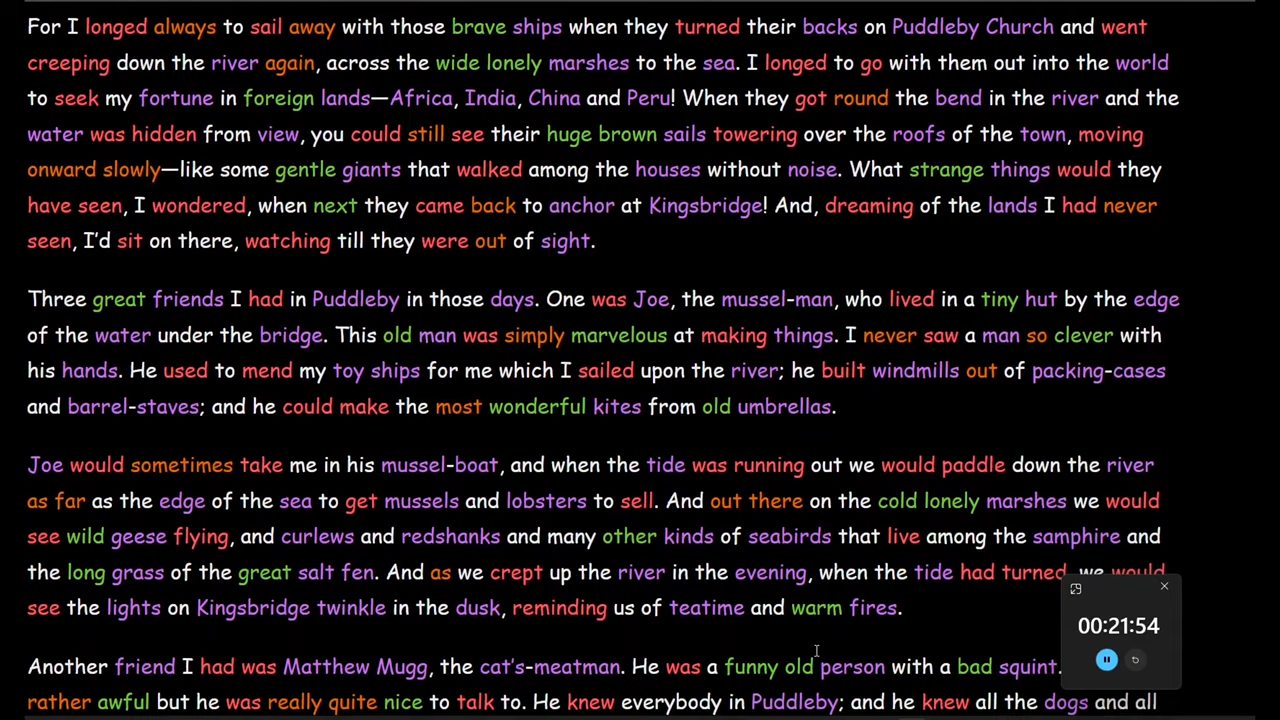 For I longed always to sail away with those brave ships when they turned their backs on Puddleby Church and went
creeping down the river again, across the wide lonely marshes to the sea. I longed to go with them out into the world
to seek my fortune in foreign lands—Africa, India, China and Peru! When they got round the bend in the river and the
water was hidden from view, you could still see their huge brown sails towering over the roofs of the town, moving
onward slowly—like some gentle giants that walked among the houses without noise. What strange things would they
have seen, I wondered, when next they came back to anchor at Kingsbridge! And, dreaming of the lands I had never
seen, I'd sit on there, watching till they were out of sight.
Three great friends I had in Puddleby in those days. One was Joe, the mussel-man, who lived in a tiny hut by the edge
of the water under the bridge. This old man was simply marvelous at making things. I never saw a man so clever with
his hands. He used to mend my toy ships for me which I sailed upon the river; he built windmills out of packing-cases
and barrel-staves; and he could make the most wonderful kites from old umbrellas.
Joe would sometimes take me in his mussel-boat, and when the tide was running out we would paddle down the river
as far as the edge of the sea to get mussels and lobsters to sell. And out there on the cold lonely marshes we would
see wild geese flying, and curlews and redshanks and many other kinds of seabirds that live among the samphire and
the long grass of the great salt fen. And as we crept up the river in the evening, when the tide had turned, we would
see the lights on Kingsbridge twinkle in the dusk, reminding us of teatime and warm fires.
Another friend I had was Matthew Mugg, the cat's-meatman. He was a funny old person with a bad squint.
rather awful but he was really quite nice to talk to. He knew everybody in Puddleby; and he knew all the dogs and all
00:21:54